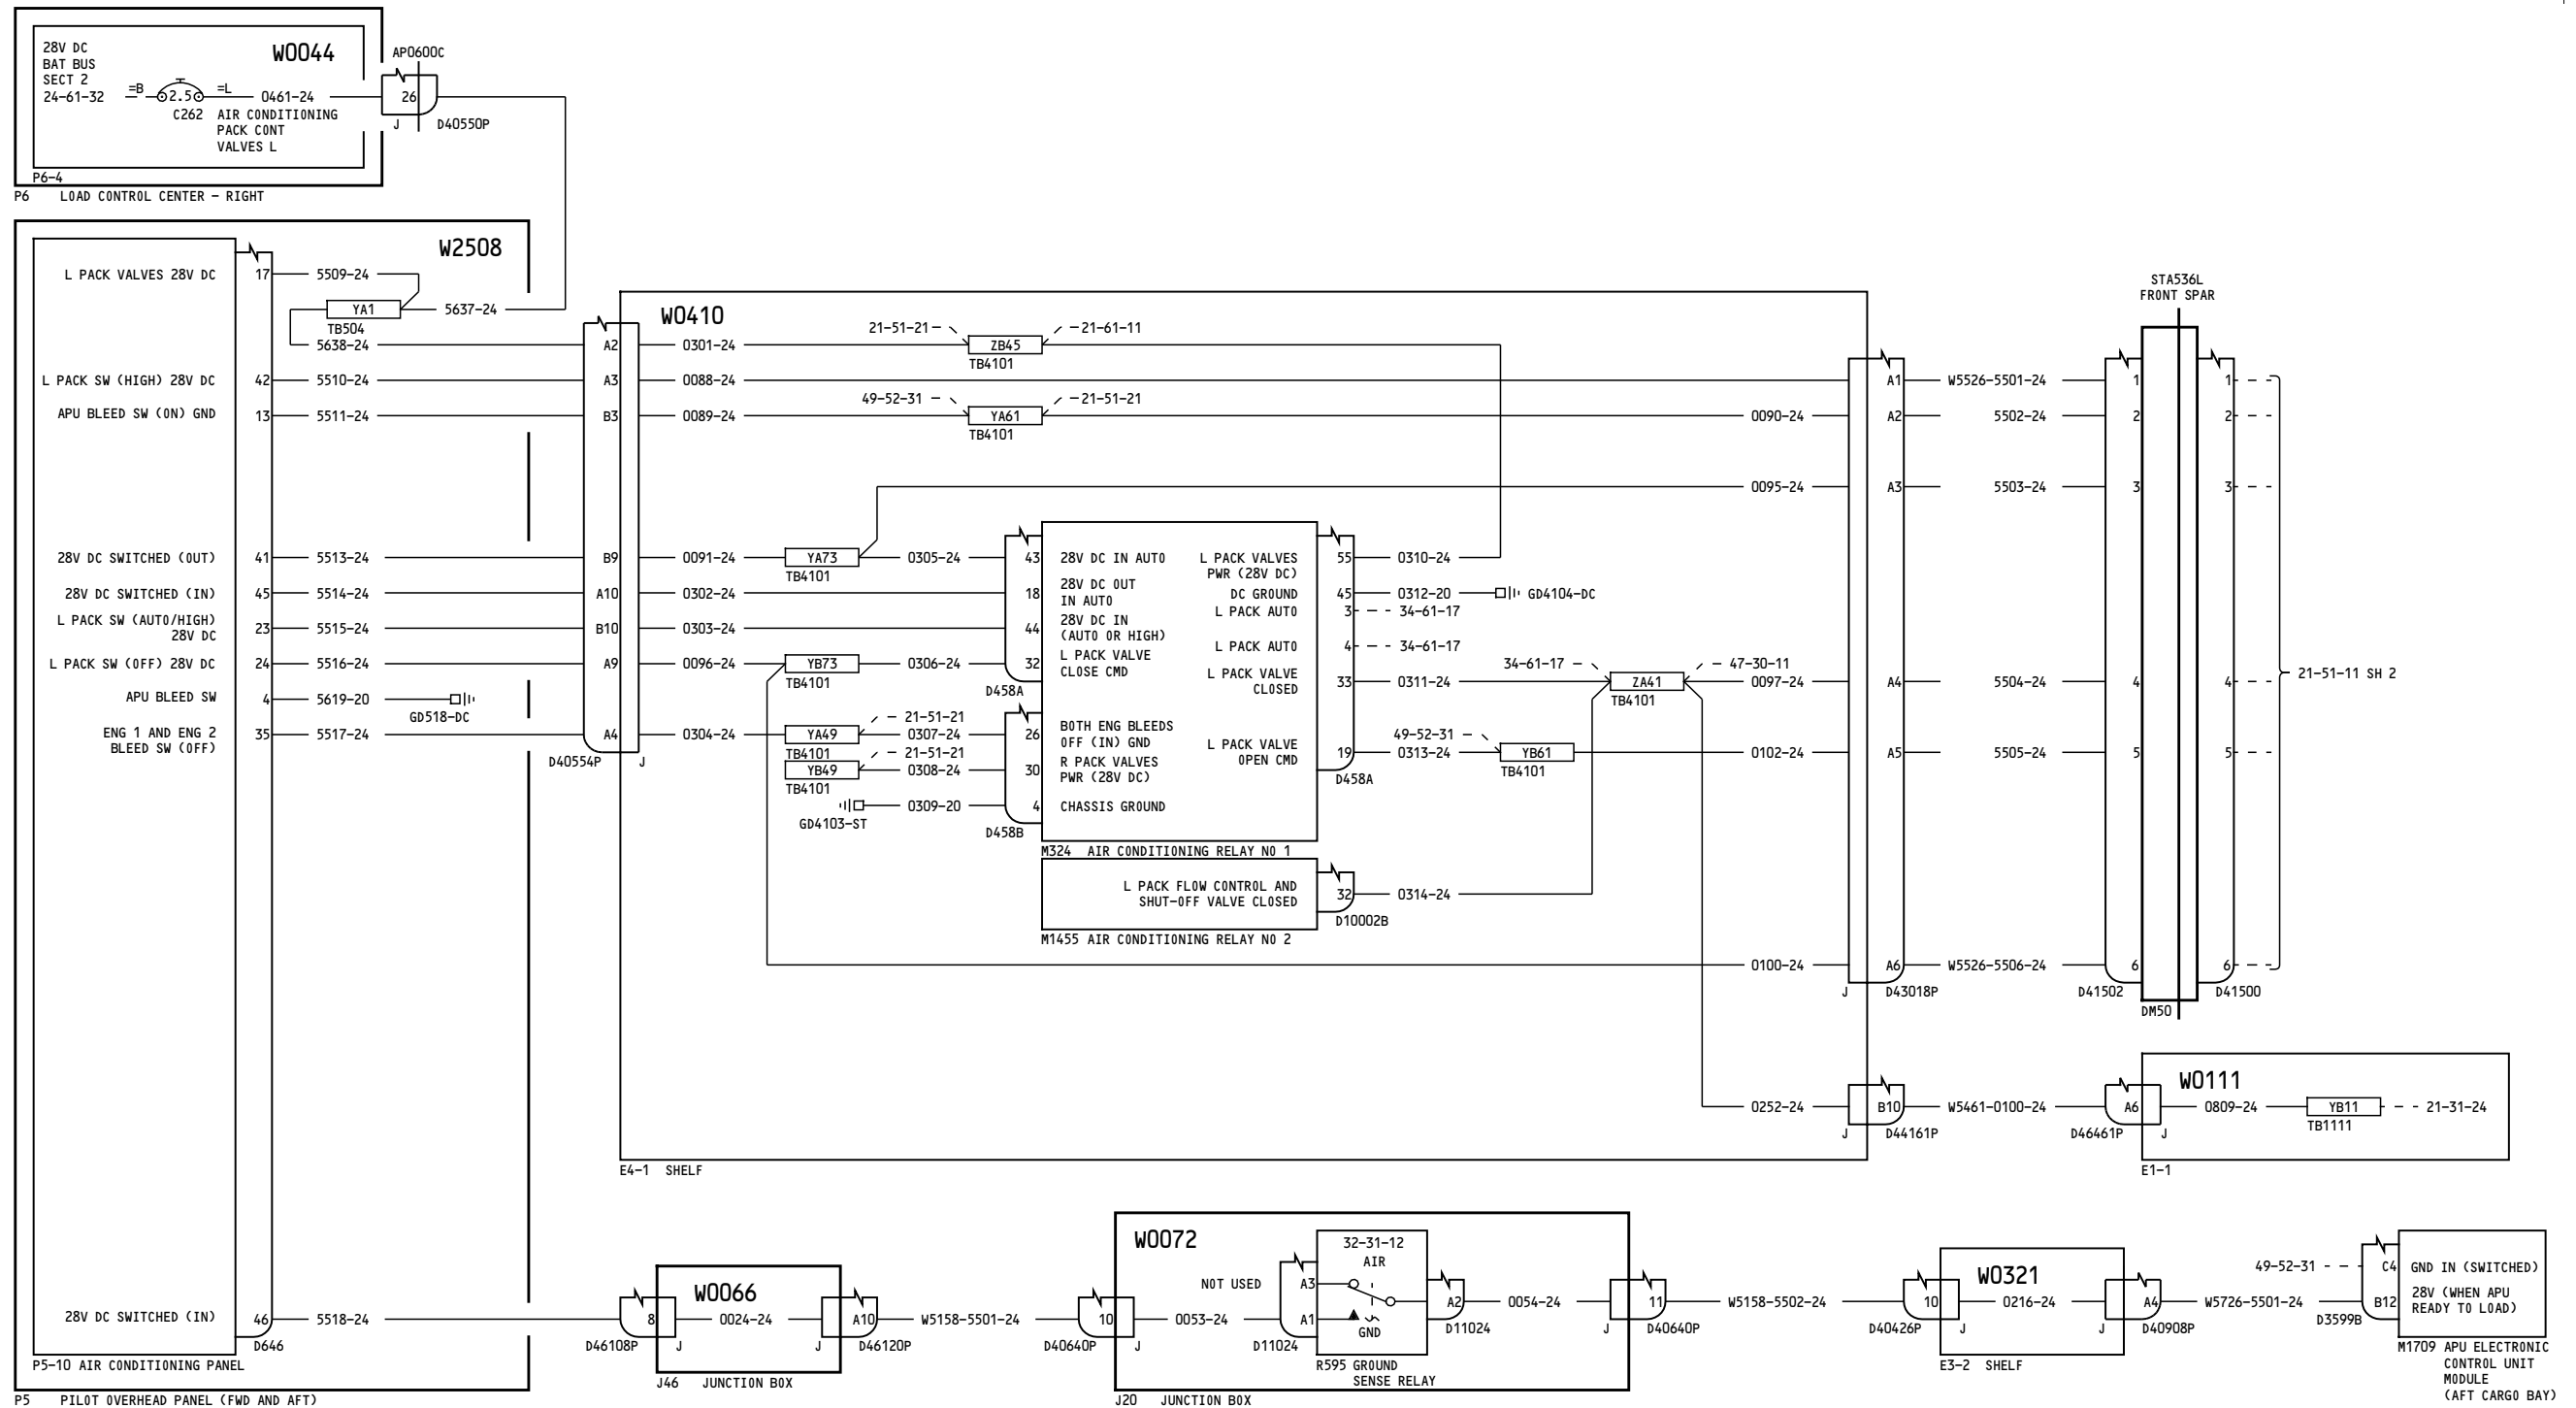 28V DC
BAT BUS
SECT 2
24-61-32
=B
2.5
=L
C262
0461-24
AIR CONDITIONING
PACK CONT
VALVES L
W0044
P6-4
P6 LOAD CONTROL CENTER - RIGHT
AP0600C
26
J
D40550P
W2508
L PACK VALVES 28V DC
17
5509-24
YA1
5637-24
TB504
5638-24
L PACK SW (HIGH) 28V DC
42
5510-24
APU BLEED SW (ON) GND
13
5511-24
28V DC SWITCHED (OUT)
41
5513-24
28V DC SWITCHED (IN)
45
5514-24
L PACK SW (AUTO/HIGH)
28V DC
23
5515-24
L PACK SW (OFF) 28V DC
24
5516-24
APU BLEED SW
4
5619-20
GD518-DC
ENG 1 AND ENG 2
BLEED SW (OFF)
35
5517-24
28V DC SWITCHED (IN)
46
5518-24
D646
P5-10 AIR CONDITIONING PANEL
P5 PILOT OVERHEAD PANEL (FWD AND AFT)
A2
A3
B3
B9
A10
B10
A9
A4
D40554P
J
W0410
0301-24
21-51-21
ZB45
21-61-11
TB4101
0088-24
0089-24
49-52-31
YA61
21-51-21
TB4101
0090-24
0095-24
0091-24
YA73
TB4101
0305-24
0302-24
0303-24
0096-24
YB73
TB4101
0306-24
0304-24
YA49
TB4101
21-51-21
0307-24
21-51-21
YB49
TB4101
0308-24
0309-20
GD4103-ST
43
18
44
32
D458A
26
30
4
D458B
28V DC IN AUTO
28V DC OUT
IN AUTO
28V DC IN
(AUTO OR HIGH)
L PACK VALVE
CLOSE CMD
BOTH ENG BLEEDS
OFF (IN) GND
R PACK VALVES
PWR (28V DC)
CHASSIS GROUND
L PACK VALVES
PWR (28V DC)
DC GROUND
L PACK AUTO
L PACK AUTO
L PACK VALVE
CLOSED
L PACK VALVE
OPEN CMD
55
45
3
4
33
19
D458A
M324 AIR CONDITIONING RELAY NO 1
0310-24
0312-20
GD4104-DC
34-61-17
34-61-17
0311-24
34-61-17
ZA41
47-30-11
TB4101
0097-24
0313-24
49-52-31
YB61
TB4101
0102-24
L PACK FLOW CONTROL AND
SHUT-OFF VALVE CLOSED
32
0314-24
D10002B
M1455 AIR CONDITIONING RELAY NO 2
0100-24
0252-24
E4-1 SHELF
A1
A2
A3
A4
A5
A6
J
D43018P
B10
J
D44161P
W5526-5501-24
5502-24
5503-24
5504-24
5505-24
W5526-5506-24
W5461-0100-24
STA536L
FRONT SPAR
1
2
3
4
5
6
D41502
DM50
1
2
3
4
5
6
D41500
21-51-11 SH 2
W0111
A6
D46461P
J
0809-24
YB11
TB1111
21-31-24
E1-1
8
D46108P
J
W0066
0024-24
J
A10
D46120P
J46 JUNCTION BOX
W5158-5501-24
10
D40640P
J
W0072
0053-24
NOT USED
A3
A1
D11024
32-31-12
AIR
GND
R595 GROUND
SENSE RELAY
A2
D11024
0054-24
J
11
D40640P
J20 JUNCTION BOX
W5158-5502-24
10
D40426P
J
W0321
0216-24
J
A4
D40908P
E3-2 SHELF
W5726-5501-24
49-52-31
C4
B12
D3599B
GND IN (SWITCHED)
28V (WHEN APU
READY TO LOAD)
M1709 APU ELECTRONIC
CONTROL UNIT
MODULE
(AFT CARGO BAY)